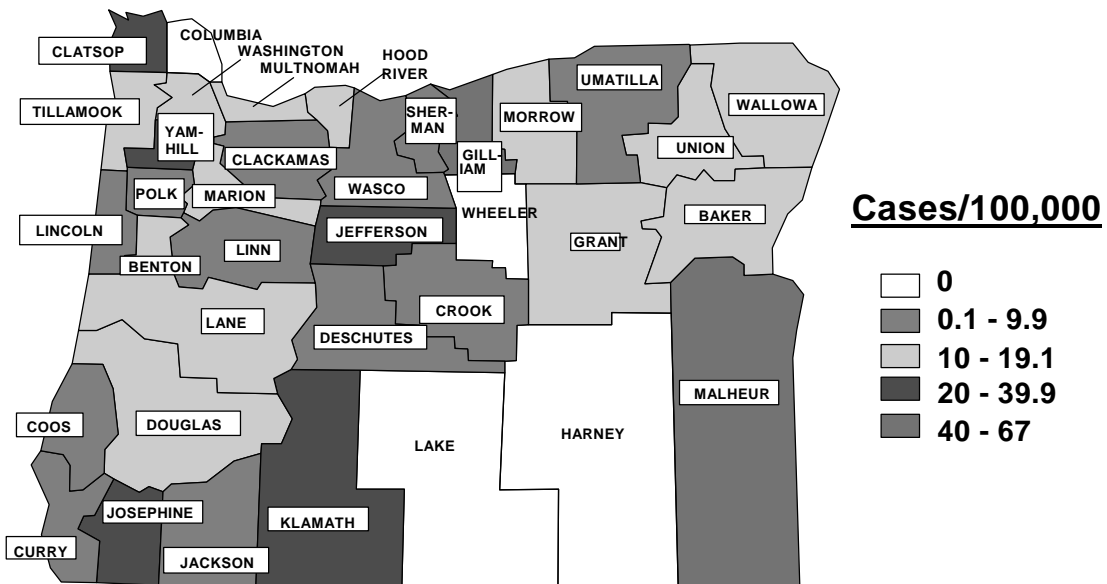 COLUMBIA
CLATSOP
WASHINGTON
MULTNOMAH
HOOD
RIVER
TILLAMOOK
YAM-
HILL
CLACKAMAS
WASCO
SHER-
MAN
GILL-
IAM
MORROW
UMATILLA
UNION
WALLOWA
POLK
MARION
LINCOLN
BENTON
LINN
JEFFERSON
WHEELER
GRANT
BAKER
LANE
DESCHUTES
CROOK
COOS
DOUGLAS
LAKE
HARNEY
MALHEUR
CURRY
JOSEPHINE
JACKSON
KLAMATH
Cases/100,000
0
0.1 - 9.9
10 - 19.1
20 - 39.9
40 - 67